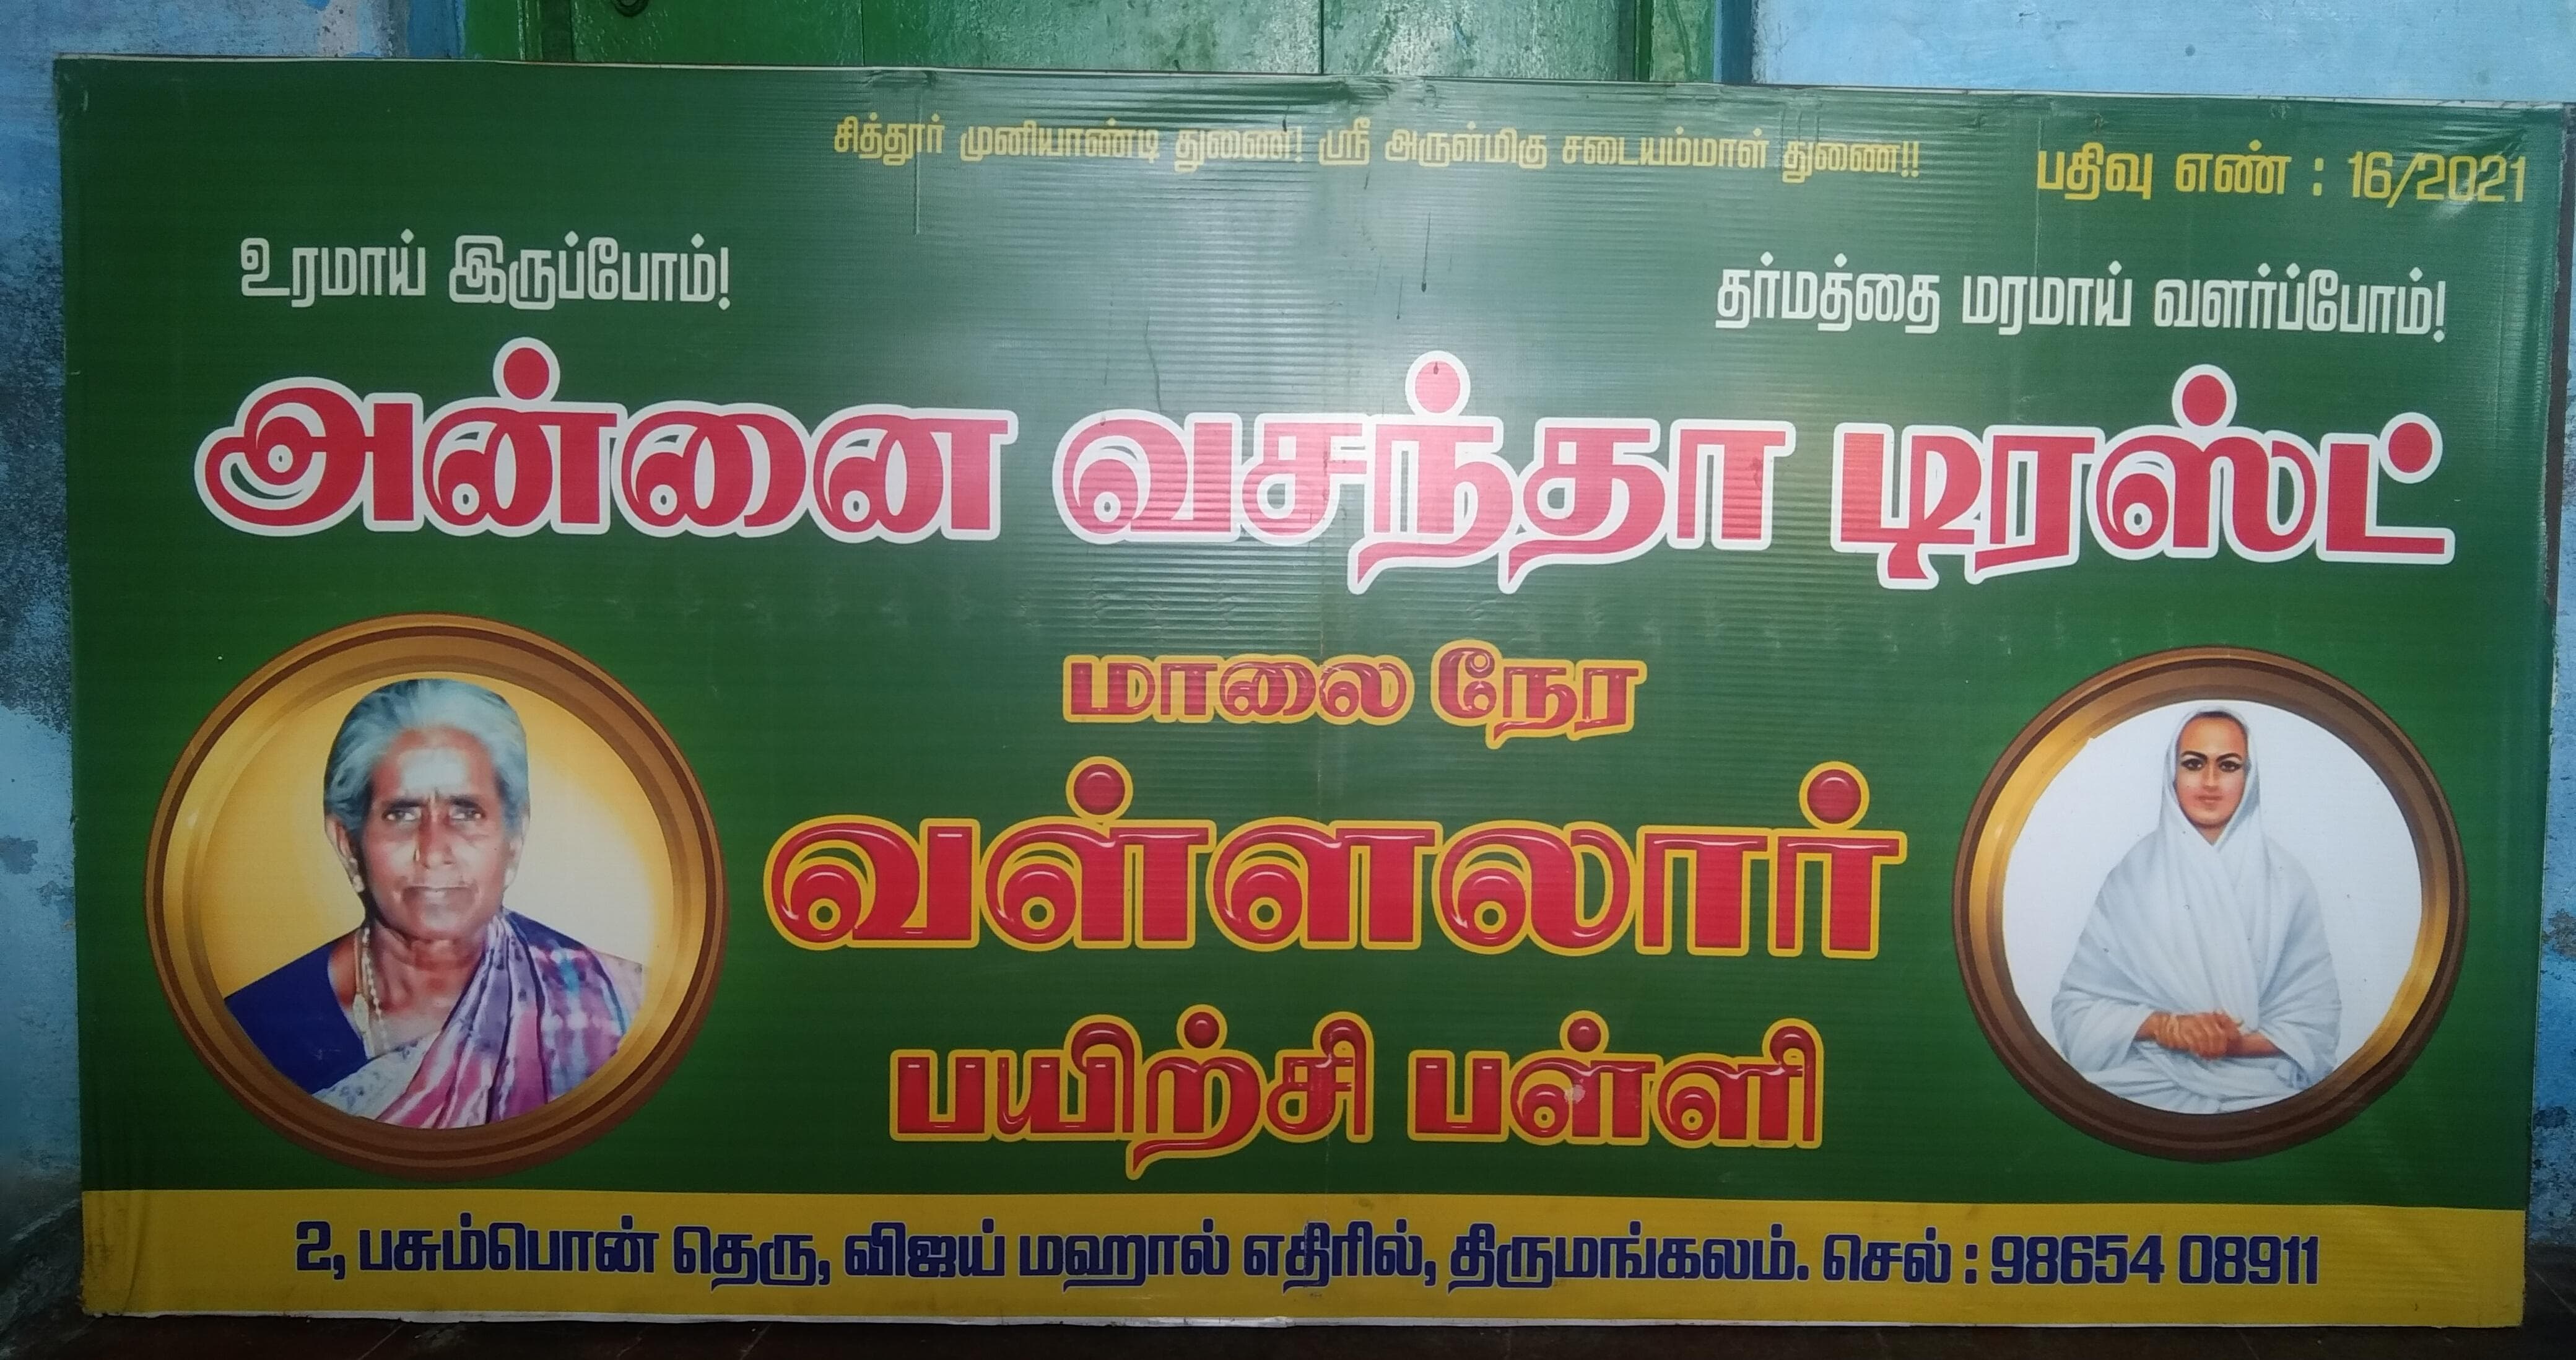 சித்தூர் முனியாண்டி துணை! ஸ்ரீ அருள்மிகு சடையம்மாள் துணை!!
பதிவு எண் : 16/2021
உரமாய் இருப்போம்!
தர்மத்தை மரமாய் வளர்ப்போம்!
அன்னை வசந்தா டிரஸ்ட்
மாலை நேர
வள்ளலார்
பயிற்சி பள்ளி
2, பசும்பொன் தெரு, விஜய் மஹால் எதிரில், திருமங்கலம். செல் : 98654 08911